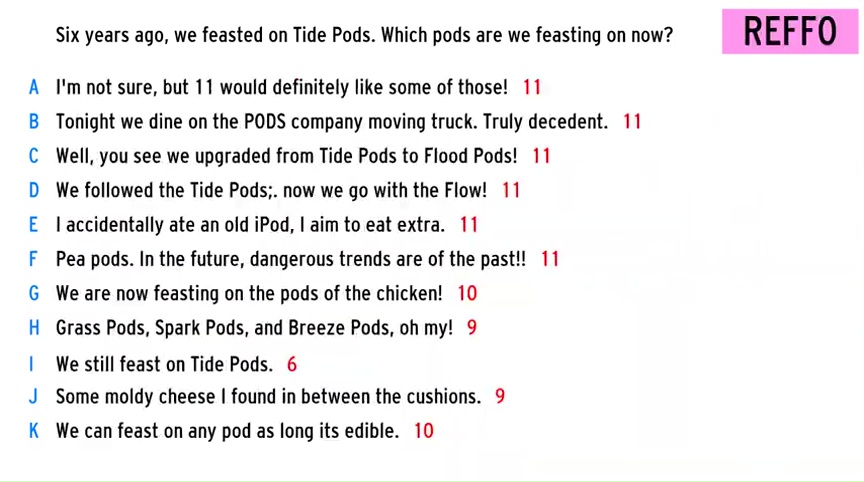 Six years ago, we feasted on Tide Pods. Which pods are we feasting on now?
REFFO
A I'm not sure, but 11 would definitely like some of those! 11
B Tonight we dine on the PODS company moving truck. Truly decedent. 11
C Well, you see we upgraded from Tide Pods to Flood Pods! 11
D We followed the Tide Pods;. now we go with the Flow! 11
E I accidentally ate an old iPod, I aim to eat extra. 11
F Pea pods. In the future, dangerous trends are of the past!! 11
G We are now feasting on the pods of the chicken! 10
H Grass Pods, Spark Pods, and Breeze Pods, oh my! 9
I We still feast on Tide Pods. 6
J Some moldy cheese I found in between the cushions. 9
K We can feast on any pod as long its edible. 10